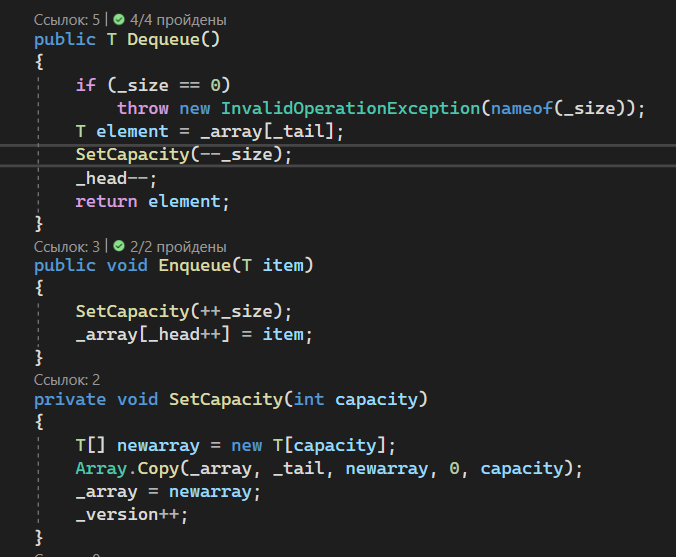 Ссылок: 5 | 4/4 пройдены
public T Dequeue()
{
    if (_size == 0)
        throw new InvalidOperationException(nameof(_size));
    T element = _array[_tail];
    SetCapacity(--_size);
    _head--;
    return element;
}
Ссылок: 3 | 2/2 пройдены
public void Enqueue(T item)
{
    SetCapacity(++_size);
    _array[_head++] = item;
}
Ссылок: 2
private void SetCapacity(int capacity)
{
    T[] newarray = new T[capacity];
    Array.Copy(_array, _tail, newarray, 0, capacity);
    _array = newarray;
    _version++;
}